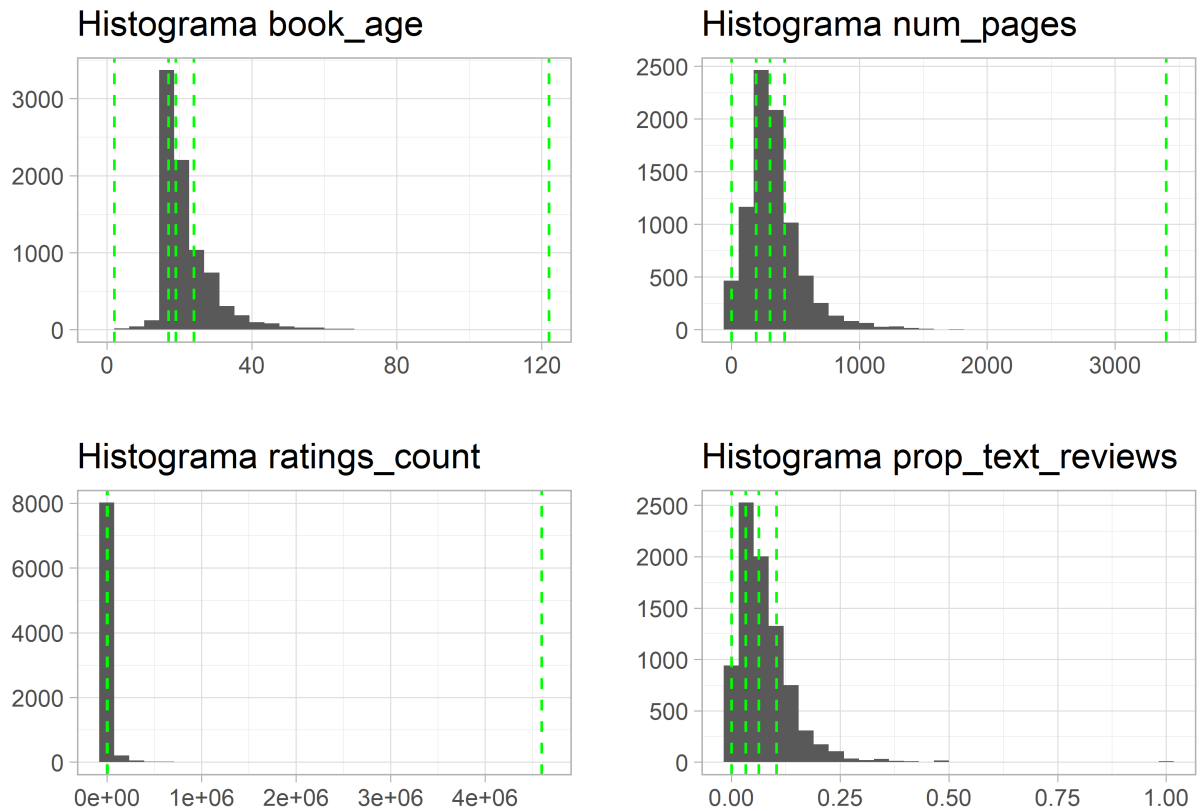 Histograma book_age
3000
2000
1000
0
0 40 80 120
Histograma num_pages
2500
2000
1500
1000
500
0
0 1000 2000 3000
Histograma ratings_count
8000
6000
4000
2000
0
0e+00 1e+06 2e+06 3e+06 4e+06
Histograma prop_text_reviews
2500
2000
1500
1000
500
0
0.00 0.25 0.50 0.75 1.00